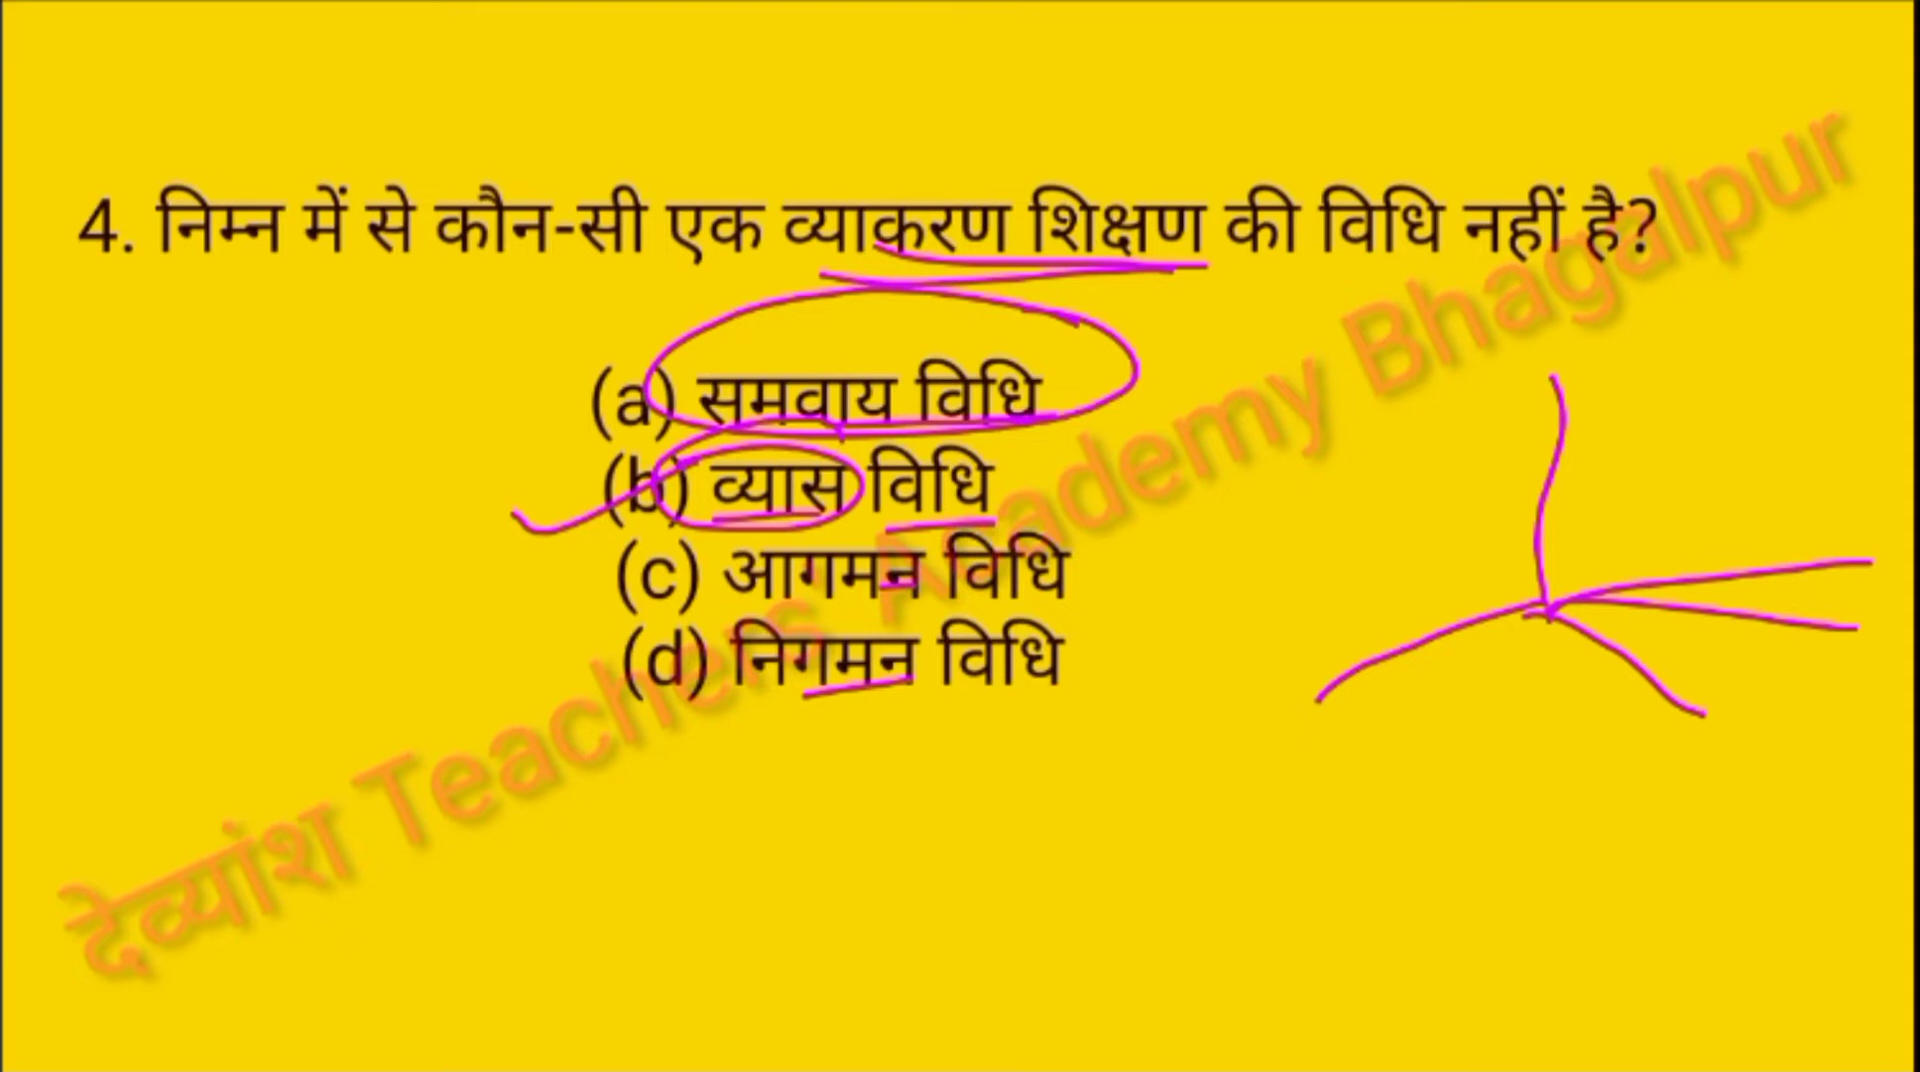 4. निम्न में से कौन-सी एक व्याकरण शिक्षण की विधि नहीं है?
(a) समवाय विधि
(b) व्यास विधि
(c) आगमन विधि
(d) निगमन विधि
देव्यांश Teachers' Academy Bhagalpur